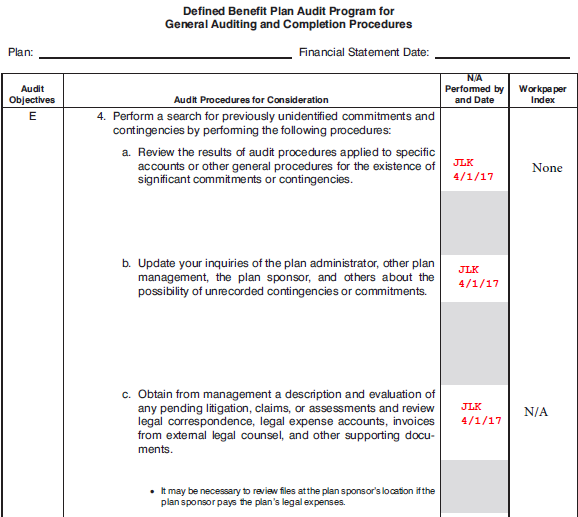 Defined Benefit Plan Audit Program for
General Auditing and Completion Procedures
Plan: Financial Statement Date:
Audit
Objectives
Audit Procedures for Consideration
N/A
Performed by
and Date
Workpaper
Index
E
4. Perform a search for previously unidentified commitments and
contingencies by performing the following procedures:
a. Review the results of audit procedures applied to specific
accounts or other general procedures for the existence of
significant commitments or contingencies.
JLK
4/1/17
None
b. Update your inquiries of the plan administrator, other plan
management, the plan sponsor, and others about the
possibility of unrecorded contingencies or commitments.
JLK
4/1/17
c. Obtain from management a description and evaluation of
any pending litigation, claims, or assessments and review
legal correspondence, legal expense accounts, invoices
from external legal counsel, and other supporting docu-
ments.
JLK
4/1/17
N/A
• It may be necessary to review files at the plan sponsor's location if the
plan sponsor pays the plan's legal expenses.